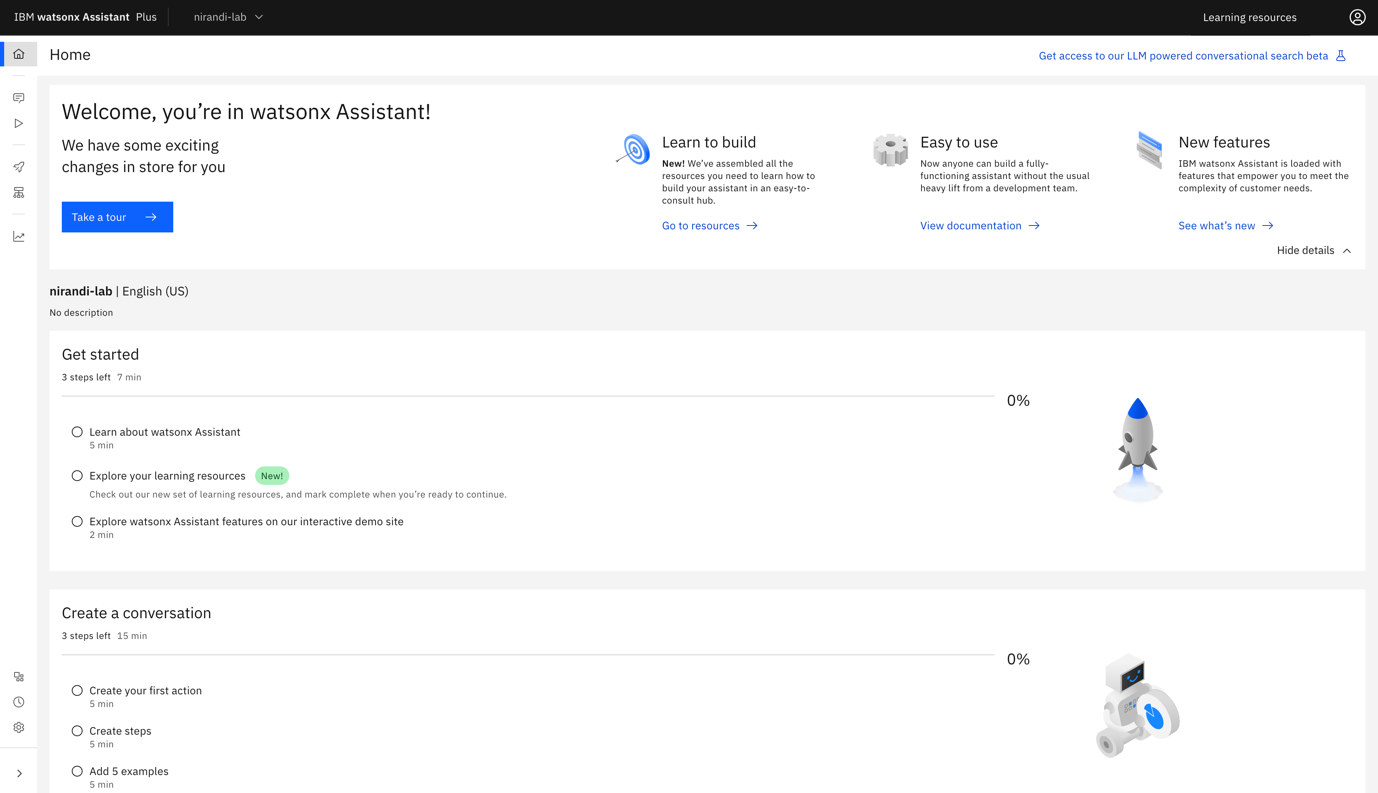 IBM watsonx Assistant Plus
nirandi-lab
Learning resources
Home
Get access to our LLM powered conversational search beta
Welcome, you’re in watsonx Assistant!
We have some exciting
changes in store for you
Take a tour
Learn to build
New! We’ve assembled all the
resources you need to learn how to
build your assistant in an easy-to-
consult hub.
Go to resources
Easy to use
Now anyone can build a fully-
functioning assistant without the usual
heavy lift from a development team.
View documentation
New features
IBM watsonx Assistant is loaded with
features that empower you to meet the
complexity of customer needs.
See what’s new
Hide details
nirandi-lab | English (US)
No description
Get started
3 steps left 7 min
0%
Learn about watsonx Assistant
5 min
Explore your learning resources New!
Check out our new set of learning resources, and mark complete when you’re ready to continue.
Explore watsonx Assistant features on our interactive demo site
2 min
Create a conversation
3 steps left 15 min
0%
Create your first action
5 min
Create steps
5 min
Add 5 examples
5 min